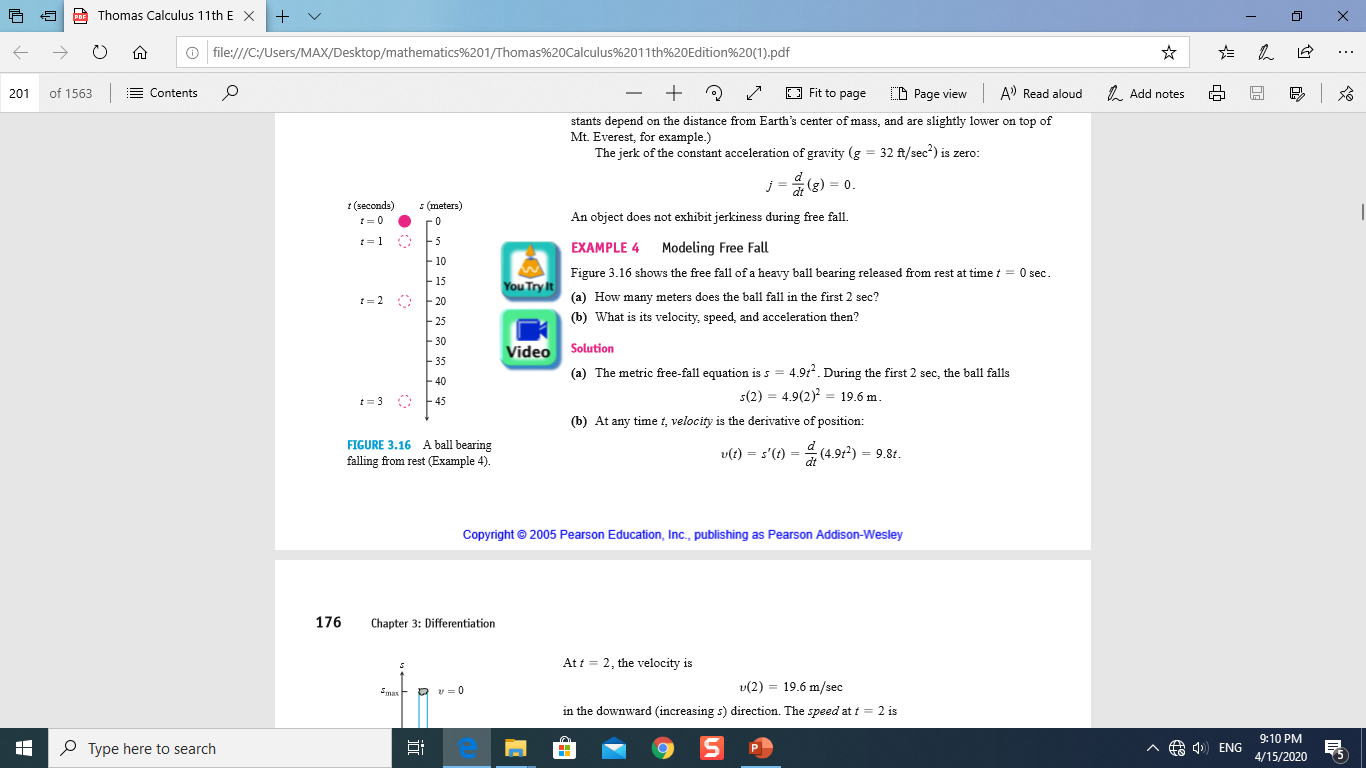 Thomas Calculus 11th E
file:///C:/Users/MAX/Desktop/mathematics%201/Thomas%20Calculus%2011th%20Edition%20(1).pdf
201 of 1563 Contents Fit to page Page view Read aloud Add notes
stants depend on the distance from Earth's center of mass, and are slightly lower on top of
Mt. Everest, for example.)
The jerk of the constant acceleration of gravity (g = 32 ft/sec²) is zero:
j = d/dt (g) = 0.
An object does not exhibit jerkiness during free fall.
t (seconds) s (meters)
t = 0 0
t = 1 5
10
15
t = 2 20
25
30
35
40
t = 3 45
FIGURE 3.16 A ball bearing
falling from rest (Example 4).
You Try It
Video
EXAMPLE 4 Modeling Free Fall
Figure 3.16 shows the free fall of a heavy ball bearing released from rest at time t = 0 sec.
(a) How many meters does the ball fall in the first 2 sec?
(b) What is its velocity, speed, and acceleration then?
Solution
(a) The metric free-fall equation is s = 4.9t². During the first 2 sec, the ball falls
s(2) = 4.9(2)² = 19.6 m.
(b) At any time t, velocity is the derivative of position:
v(t) = s′(t) = d/dt (4.9t²) = 9.8t.
Copyright © 2005 Pearson Education, Inc., publishing as Pearson Addison-Wesley
176 Chapter 3: Differentiation
s
smax v = 0
At t = 2, the velocity is
v(2) = 19.6 m/sec
in the downward (increasing s) direction. The speed at t = 2 is
Type here to search
ENG
9:10 PM
4/15/2020
5